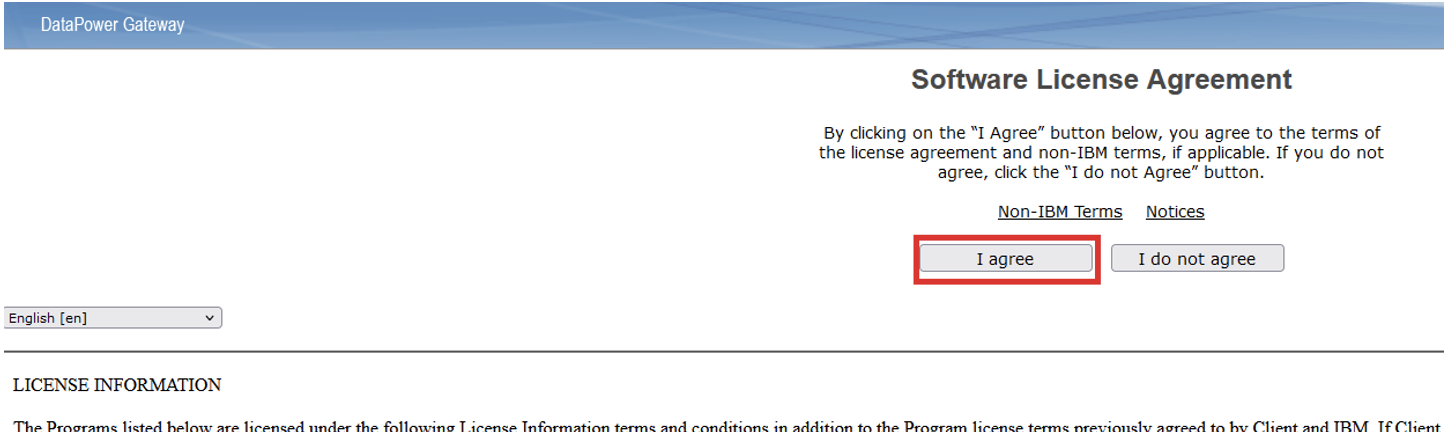 DataPower Gateway
Software License Agreement
By clicking on the “I Agree” button below, you agree to the terms of
the license agreement and non-IBM terms, if applicable. If you do not
agree, click the “I do not Agree” button.
Non-IBM Terms Notices
I agree I do not agree
English [en]
LICENSE INFORMATION
The Programs listed below are licensed under the following License Information terms and conditions in addition to the Program license terms previously agreed to by Client and IBM. If Client